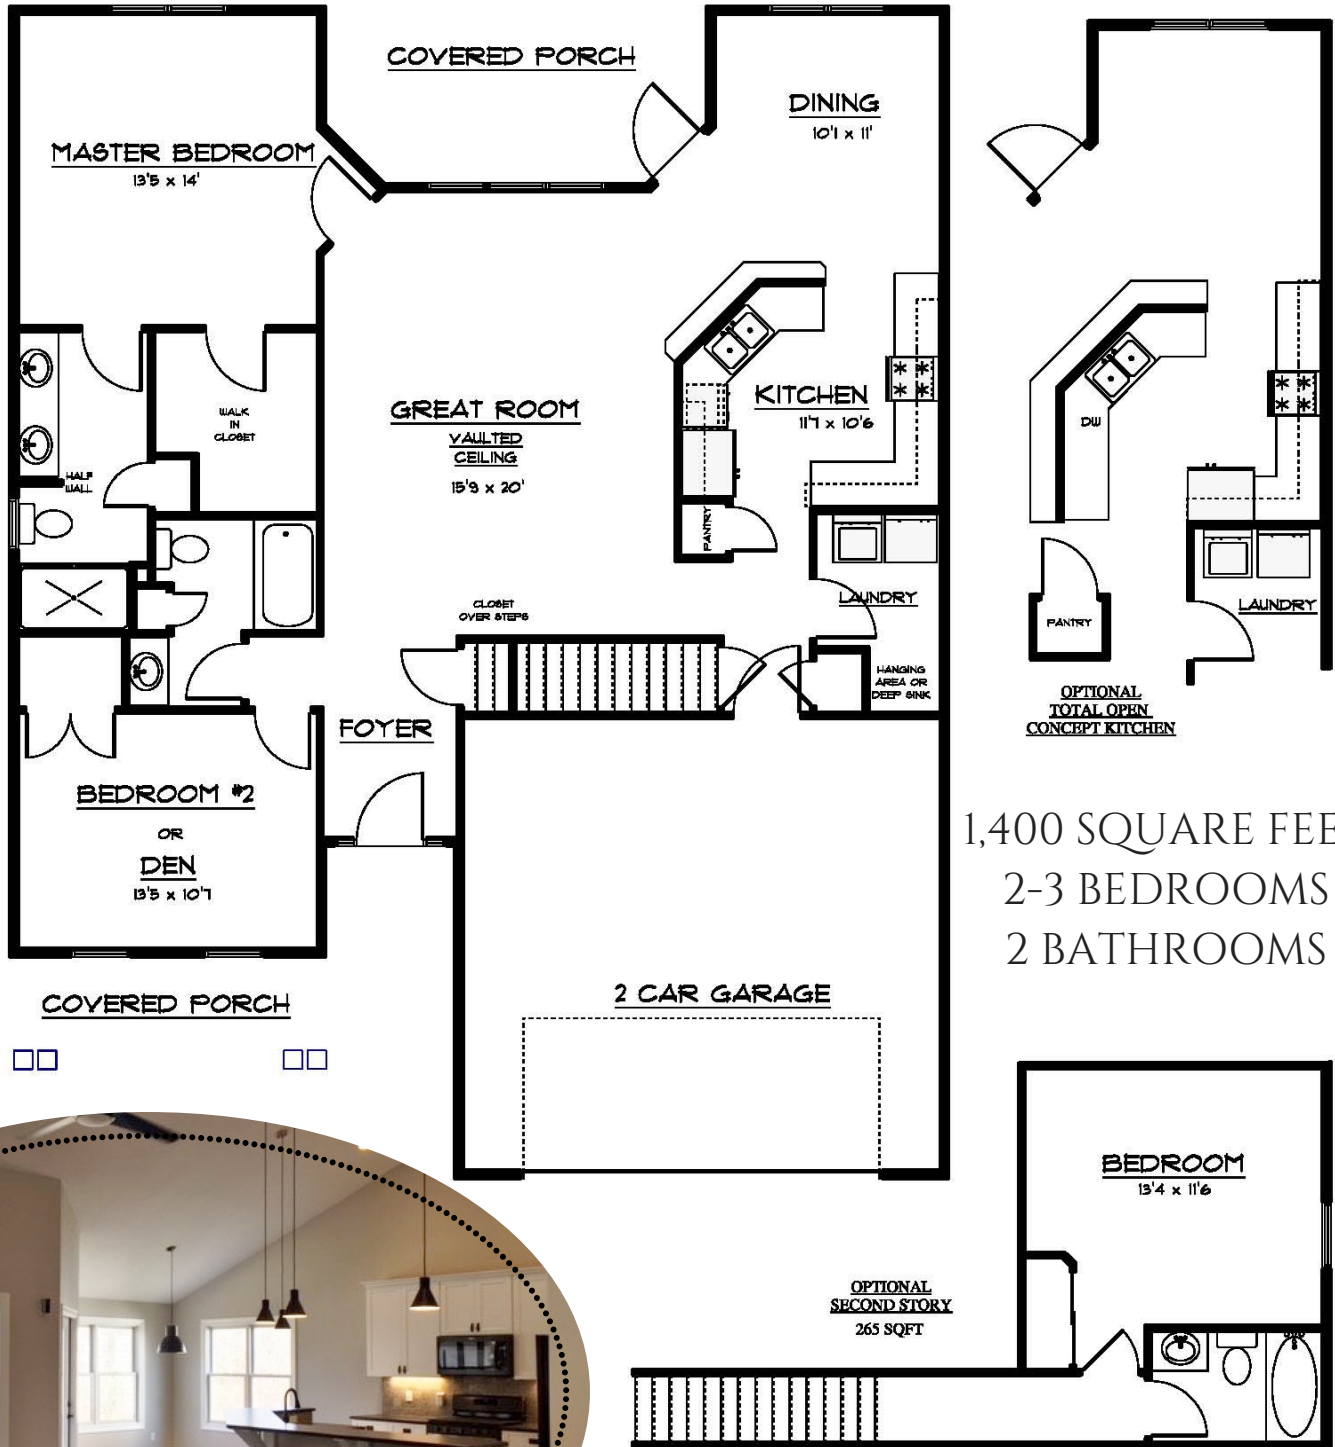 COVERED PORCH
DINING
10'1 x 11'
MASTER BEDROOM
13'5 x 14'
WALK
IN
CLOSET
GREAT ROOM
VAULTED
CEILING
15'9 x 20'
KITCHEN
11'7 x 10'6
HALF
WALL
PANTRY
CLOSET
OVER STEPS
LAUNDRY
HANGING
AREA OR
DEEP SINK
FOYER
BEDROOM #2
OR
DEN
13'5 x 10'7
COVERED PORCH
2 CAR GARAGE
DW
PANTRY
LAUNDRY
OPTIONAL
TOTAL OPEN
CONCEPT KITCHEN
1,400 SQUARE FEE
2-3 BEDROOMS
2 BATHROOMS
BEDROOM
13'4 x 11'6
OPTIONAL
SECOND STORY
265 SQFT